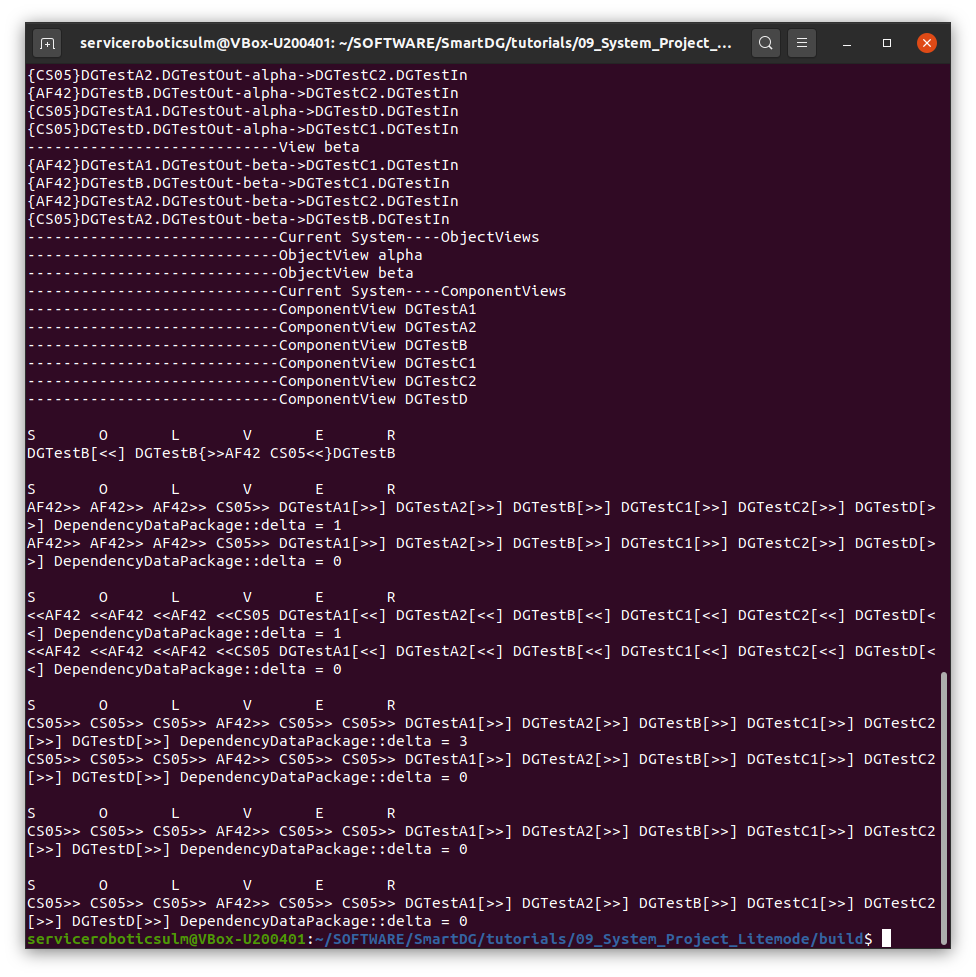 serviceroboticsulm@VBox-U200401: ~/SOFTWARE/SmartDG/tutorials/09_System_Project_...
{CS05}DGTestA2.DGTestOut-alpha->DGTestC2.DGTestIn
{AF42}DGTestB.DGTestOut-alpha->DGTestC2.DGTestIn
{CS05}DGTestA1.DGTestOut-alpha->DGTestD.DGTestIn
{CS05}DGTestD.DGTestOut-alpha->DGTestC1.DGTestIn
----------------------------View beta
{AF42}DGTestA1.DGTestOut-beta->DGTestC1.DGTestIn
{AF42}DGTestB.DGTestOut-beta->DGTestC1.DGTestIn
{AF42}DGTestA2.DGTestOut-beta->DGTestC2.DGTestIn
{CS05}DGTestA2.DGTestOut-beta->DGTestB.DGTestIn
----------------------------Current System----ObjectViews
----------------------------ObjectView alpha
----------------------------ObjectView beta
----------------------------Current System----ComponentViews
----------------------------ComponentView DGTestA1
----------------------------ComponentView DGTestA2
----------------------------ComponentView DGTestB
----------------------------ComponentView DGTestC1
----------------------------ComponentView DGTestC2
----------------------------ComponentView DGTestD
S       O       L       V       E       R
DGTestB[<<] DGTestB{>>AF42 CS05<<}DGTestB
S       O       L       V       E       R
AF42>> AF42>> AF42>> CS05>> DGTestA1[>>] DGTestA2[>>] DGTestB[>>] DGTestC1[>>] DGTestC2[>>] DGTestD[>
>] DependencyDataPackage::delta = 1
AF42>> AF42>> AF42>> CS05>> DGTestA1[>>] DGTestA2[>>] DGTestB[>>] DGTestC1[>>] DGTestC2[>>] DGTestD[>
>] DependencyDataPackage::delta = 0
S       O       L       V       E       R
<<AF42 <<AF42 <<AF42 <<CS05 DGTestA1[<<] DGTestA2[<<] DGTestB[<<] DGTestC1[<<] DGTestC2[<<] DGTestD[<
<] DependencyDataPackage::delta = 1
<<AF42 <<AF42 <<AF42 <<CS05 DGTestA1[<<] DGTestA2[<<] DGTestB[<<] DGTestC1[<<] DGTestC2[<<] DGTestD[<
<] DependencyDataPackage::delta = 0
S       O       L       V       E       R
CS05>> CS05>> CS05>> AF42>> CS05>> CS05>> DGTestA1[>>] DGTestA2[>>] DGTestB[>>] DGTestC1[>>] DGTestC2
[>>] DGTestD[>>] DependencyDataPackage::delta = 3
CS05>> CS05>> CS05>> AF42>> CS05>> CS05>> DGTestA1[>>] DGTestA2[>>] DGTestB[>>] DGTestC1[>>] DGTestC2
[>>] DGTestD[>>] DependencyDataPackage::delta = 0
S       O       L       V       E       R
CS05>> CS05>> CS05>> AF42>> CS05>> CS05>> DGTestA1[>>] DGTestA2[>>] DGTestB[>>] DGTestC1[>>] DGTestC2
[>>] DGTestD[>>] DependencyDataPackage::delta = 0
S       O       L       V       E       R
CS05>> CS05>> CS05>> AF42>> CS05>> CS05>> DGTestA1[>>] DGTestA2[>>] DGTestB[>>] DGTestC1[>>] DGTestC2
[>>] DGTestD[>>] DependencyDataPackage::delta = 0
serviceroboticsulm@VBox-U200401:~/SOFTWARE/SmartDG/tutorials/09_System_Project_Litemode/build$